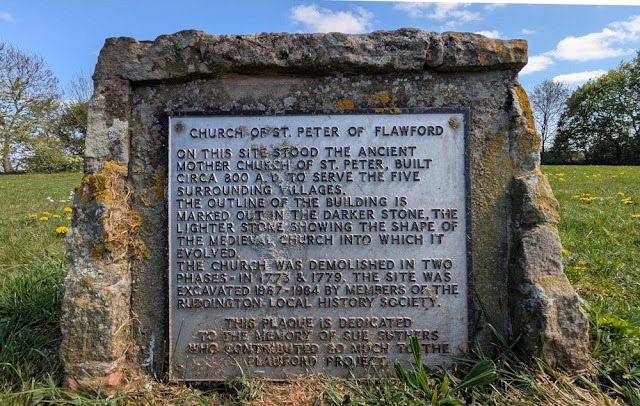 CHURCH OF ST. PETER OF FLAWFORD
ON THIS SITE STOOD THE ANCIENT
MOTHER CHURCH OF ST. PETER, BUILT
CIRCA 800 A.D. TO SERVE THE FIVE
SURROUNDING VILLAGES.
THE OUTLINE OF THE BUILDING IS
MARKED OUT IN THE DARKER STONE, THE
LIGHTER STONE SHOWING THE SHAPE OF
THE MEDIEVAL CHURCH INTO WHICH IT
EVOLVED.
THE CHURCH WAS DEMOLISHED IN TWO
PHASES - IN 1773 & 1779. THE SITE WAS
EXCAVATED 1967-1984 BY MEMBERS OF THE
RUDDINGTON LOCAL HISTORY SOCIETY.
THIS PLAQUE IS DEDICATED
TO THE MEMORY OF SUE SUTHERS
WHO CONTRIBUTED SO MUCH TO THE
FLAWFORD PROJECT.